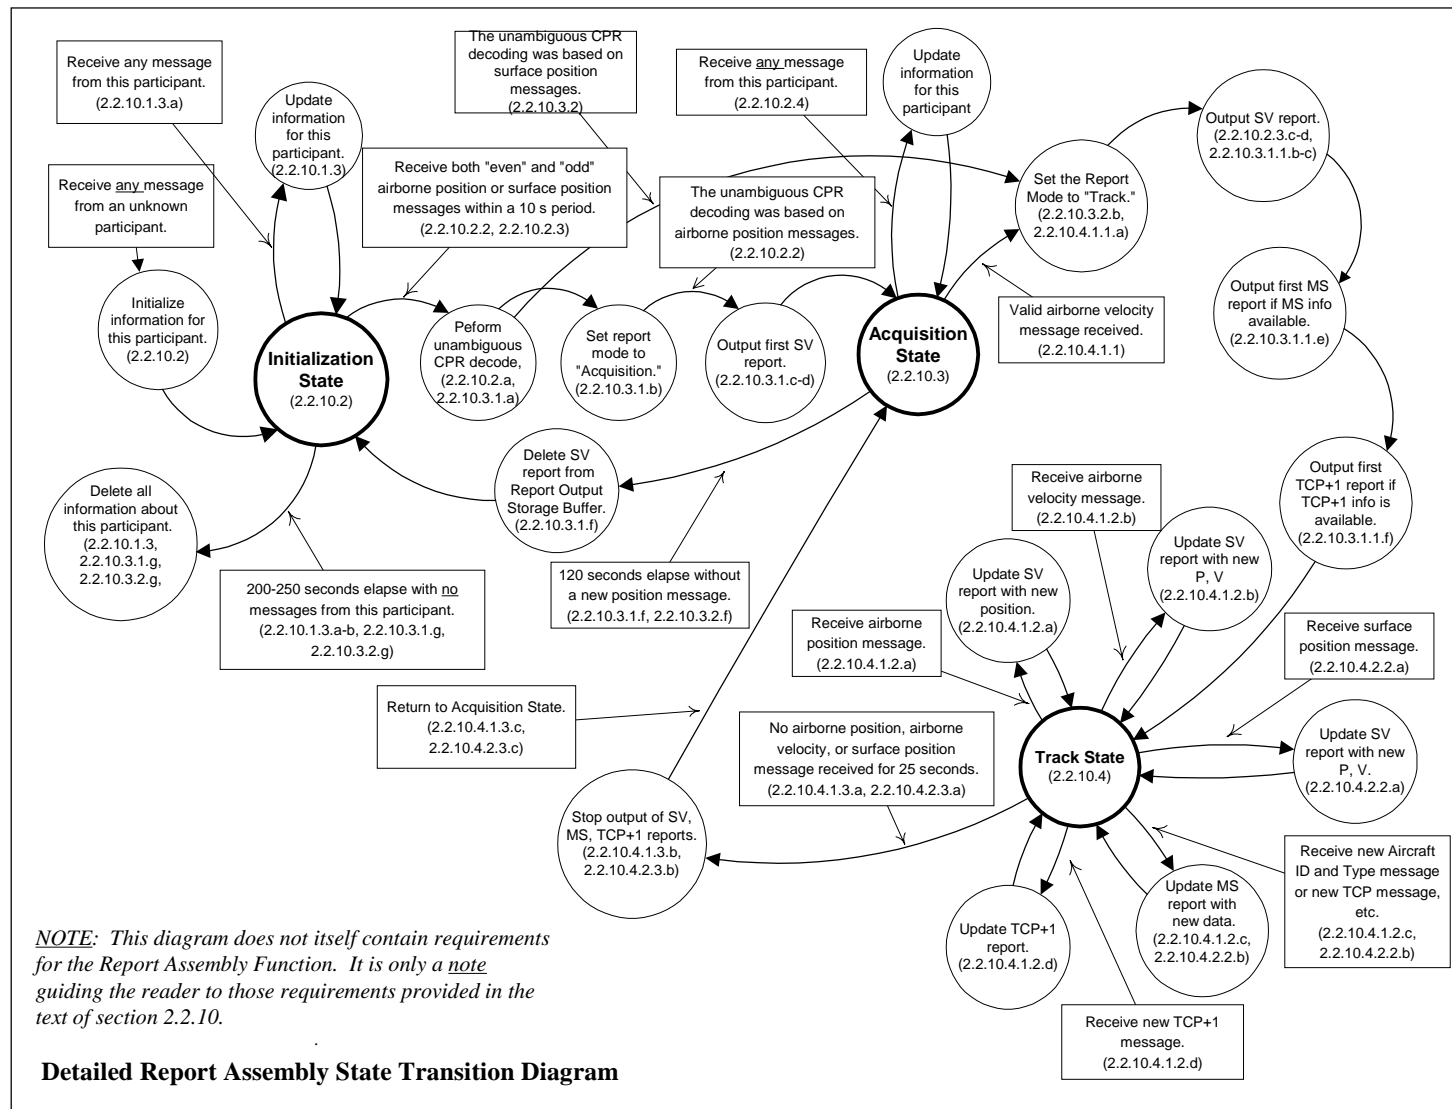 Receive any message
from this participant.
(2.2.10.1.3.a)
Update
information
for this
participant.
(2.2.10.1.3)
The unambiguous CPR
decoding was based on
surface position
messages.
(2.2.10.3.2)
Receive any message
from this participant.
(2.2.10.2.4)
Update
information
for this
participant
Output SV report.
(2.2.10.2.3.c-d,
2.2.10.3.1.1.b-c)
Receive any message
from an unknown
participant.
Receive both "even" and "odd"
airborne position or surface position
messages within a 10 s period.
(2.2.10.2.2, 2.2.10.2.3)
The unambiguous CPR
decoding was based on
airborne position messages.
(2.2.10.2.2)
Set the Report
Mode to "Track."
(2.2.10.3.2.b,
2.2.10.4.1.1.a)
Initialize
information for
this participant.
(2.2.10.2)
Initialization
State
(2.2.10.2)
Peform
unambiguous
CPR decode,
(2.2.10.2.a,
2.2.10.3.1.a)
Set report
mode to
"Acquisition."
(2.2.10.3.1.b)
Output first SV
report.
(2.2.10.3.1.c-d)
Acquisition
State
(2.2.10.3)
Valid airborne velocity
message received.
(2.2.10.4.1.1)
Output first MS
report if MS info
available.
(2.2.10.3.1.1.e)
Delete all
information about
this participant.
(2.2.10.1.3,
2.2.10.3.1.g,
2.2.10.3.2.g,
Delete SV
report from
Report Output
Storage Buffer.
(2.2.10.3.1.f)
Receive airborne
velocity message.
(2.2.10.4.1.2.b)
Output first
TCP+1 report if
TCP+1 info is
available.
(2.2.10.3.1.1.f)
200-250 seconds elapse with no
messages from this participant.
(2.2.10.1.3.a-b, 2.2.10.3.1.g,
2.2.10.3.2.g)
120 seconds elapse without
a new position message.
(2.2.10.3.1.f, 2.2.10.3.2.f)
Update SV
report with new
position.
(2.2.10.4.1.2.a)
Update SV
report with new
P, V
(2.2.10.4.1.2.b)
Receive airborne
position message.
(2.2.10.4.1.2.a)
Receive surface
position message.
(2.2.10.4.2.2.a)
Return to Acquisition State.
(2.2.10.4.1.3.c,
2.2.10.4.2.3.c)
No airborne position, airborne
velocity, or surface position
message received for 25 seconds.
(2.2.10.4.1.3.a, 2.2.10.4.2.3.a)
Track State
(2.2.10.4)
Update SV
report with new
P, V.
(2.2.10.4.2.2.a)
Stop output of SV,
MS, TCP+1 reports.
(2.2.10.4.1.3.b,
2.2.10.4.2.3.b)
Update TCP+1
report.
(2.2.10.4.1.2.d)
Update MS
report with
new data.
(2.2.10.4.1.2.c,
2.2.10.4.2.2.b)
Receive new Aircraft
ID and Type message
or new TCP message,
etc.
(2.2.10.4.1.2.c,
2.2.10.4.2.2.b)
Receive new TCP+1
message.
(2.2.10.4.1.2.d)
NOTE: This diagram does not itself contain requirements
for the Report Assembly Function. It is only a note
guiding the reader to those requirements provided in the
text of section 2.2.10.
.
Detailed Report Assembly State Transition Diagram